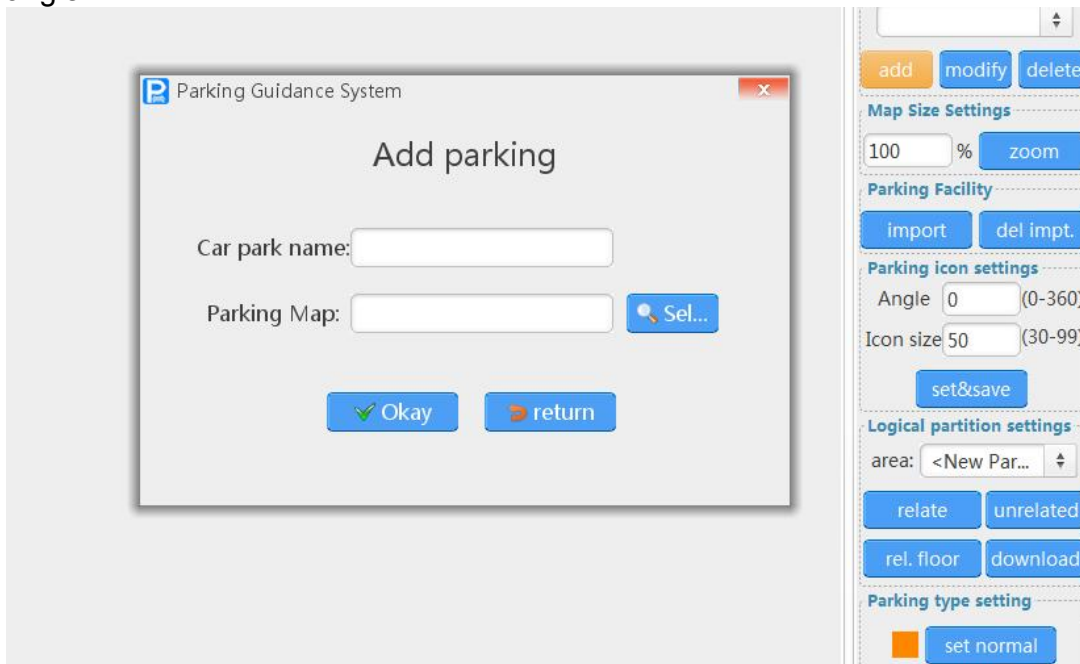 add modify delete
Parking Guidance System
Map Size Settings
Add parking
100 % zoom
Parking Facility
Car park name:
import del impt.
Parking icon settings
Angle 0 (0-360)
Parking Map: Sel...
Icon size 50 (30-99)
set&save
Okay return
Logical partition settings
area: <New Par...
relate unrelated
rel. floor download
Parking type setting
set normal